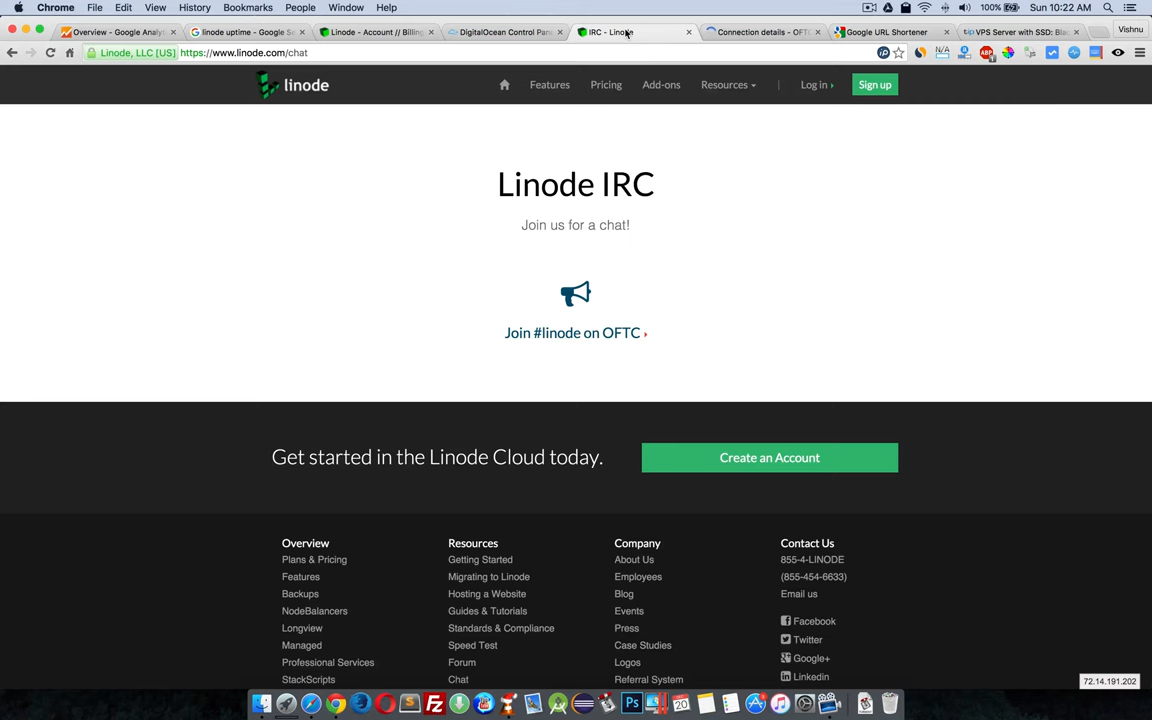 Chrome File Edit View History Bookmarks People Window Help 100% Sun 10:22 AM
Overview - Google Analyt
linode uptime - Google Se
Linode - Account // Billing
DigitalOcean Control Pan
IRC - Linode
Connection details - OFT
Google URL Shortener
VPS Server with SSD: Bla
Vishnu
Linode, LLC [US] https://www.linode.com/chat
linode
Features
Pricing
Add-ons
Resources
Log in ›
Sign up
Linode IRC
Join us for a chat!
Join #linode on OFTC ›
Get started in the Linode Cloud today.
Create an Account
Overview
Plans & Pricing
Features
Backups
NodeBalancers
Longview
Managed
Professional Services
StackScripts
Resources
Getting Started
Migrating to Linode
Hosting a Website
Guides & Tutorials
Standards & Compliance
Speed Test
Forum
Chat
Company
About Us
Employees
Blog
Events
Press
Case Studies
Logos
Referral System
Contact Us
855-4-LINODE
(855-454-6633)
Email us
Facebook
Twitter
Google+
Linkedin
72.14.191.202